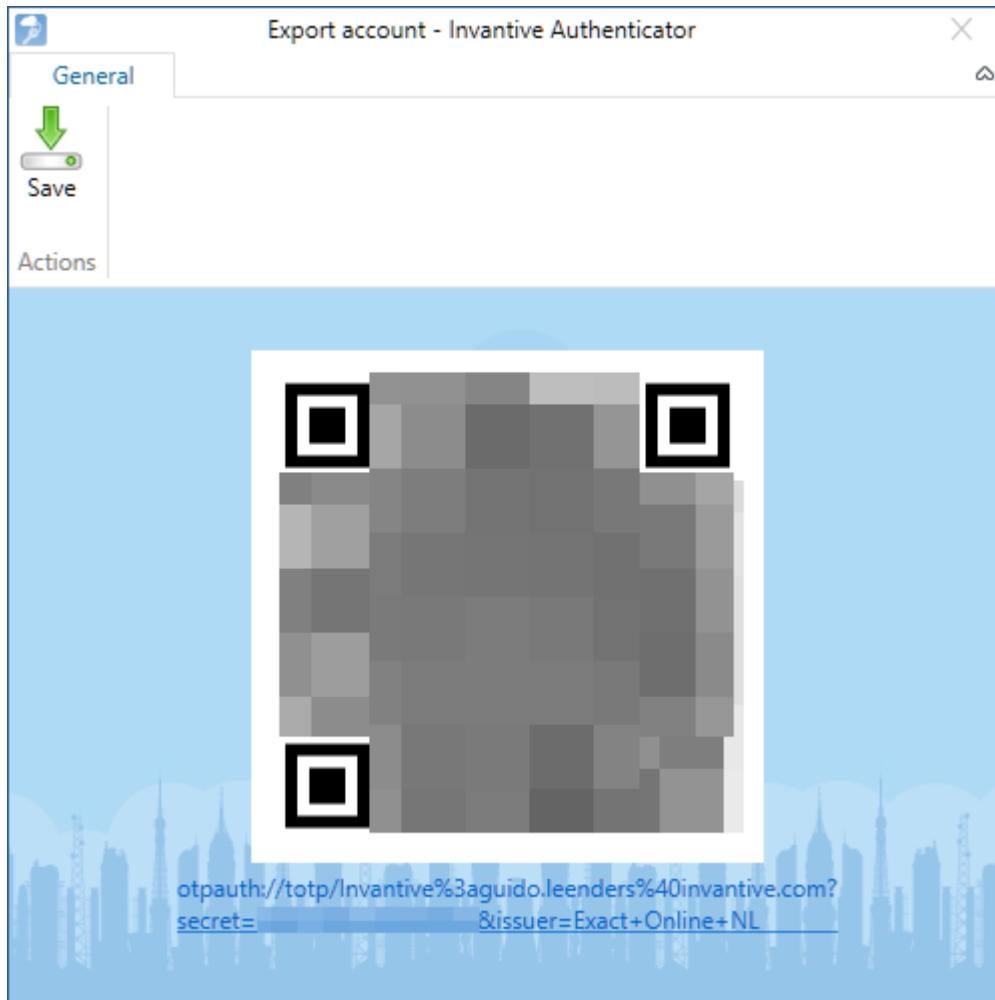 Export account - Invantive Authenticator
General
Save
Actions
otpauth://totp/Invantive%3aguido.leenders%40invantive.com?
secret= &issuer=Exact+Online+NL